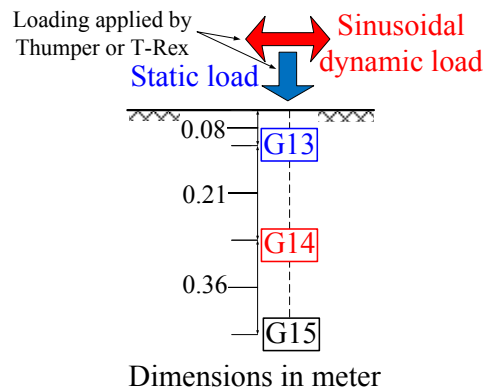 Loading applied by
Thumper or T-Rex
Sinusoidal
dynamic load
Static load
0.08
G13
0.21
G14
0.36
G15
Dimensions in meter